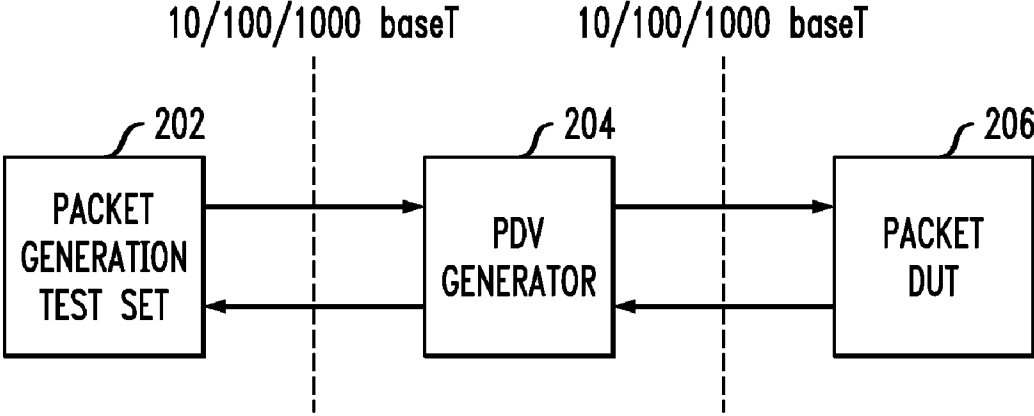 10/100/1000 baseT
10/100/1000 baseT
202
204
206
PACKET
GENERATION
TEST SET
PDV
GENERATOR
PACKET
DUT